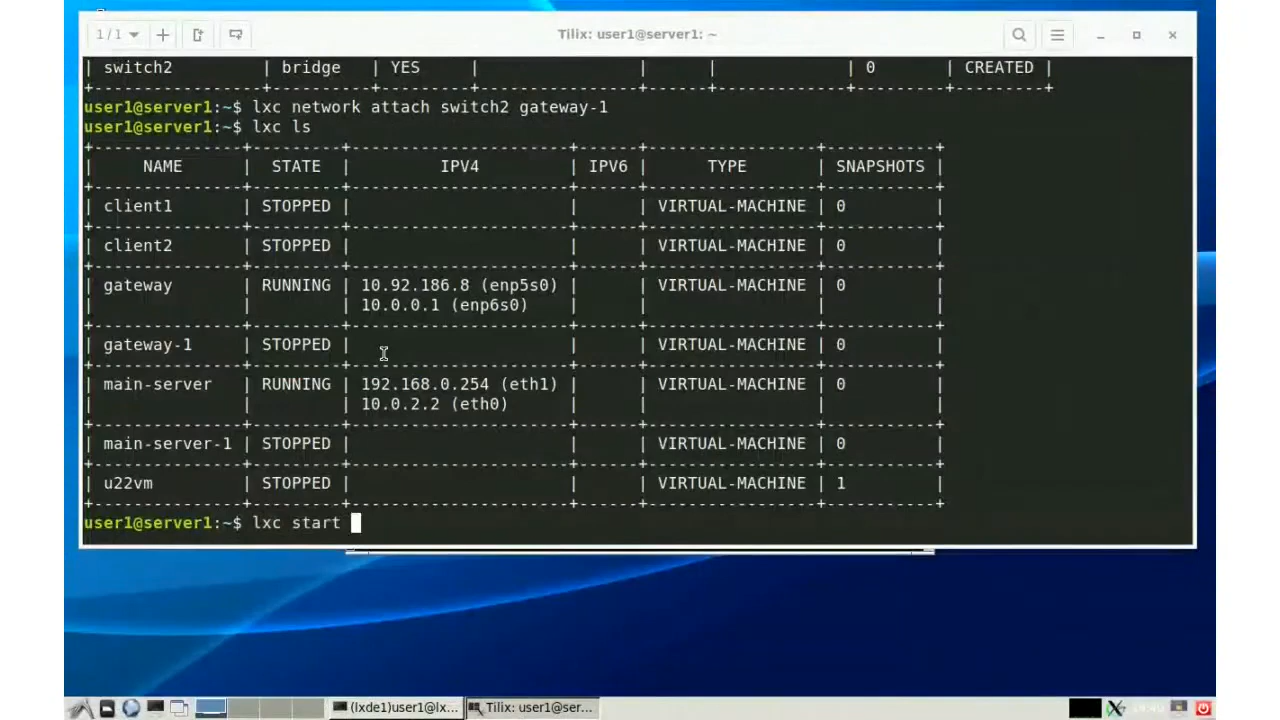 1/1
Tilix: user1@server1: ~
| switch2 | bridge | YES | | | | 0 | CREATED |
user1@server1:~$ lxc network attach switch2 gateway-1
user1@server1:~$ lxc ls
| NAME | STATE | IPV4 | IPV6 | TYPE | SNAPSHOTS |
| client1 | STOPPED | | | VIRTUAL-MACHINE | 0 |
| client2 | STOPPED | | | VIRTUAL-MACHINE | 0 |
| gateway | RUNNING | 10.92.186.8 (enp5s0) | | VIRTUAL-MACHINE | 0 |
| | | 10.0.0.1 (enp6s0) | | | |
| gateway-1 | STOPPED | | | VIRTUAL-MACHINE | 0 |
| main-server | RUNNING | 192.168.0.254 (eth1) | | VIRTUAL-MACHINE | 0 |
| | | 10.0.2.2 (eth0) | | | |
| main-server-1 | STOPPED | | | VIRTUAL-MACHINE | 0 |
| u22vm | STOPPED | | | VIRTUAL-MACHINE | 1 |
user1@server1:~$ lxc start
(lxde1)user1@lx... Tilix: user1@ser...